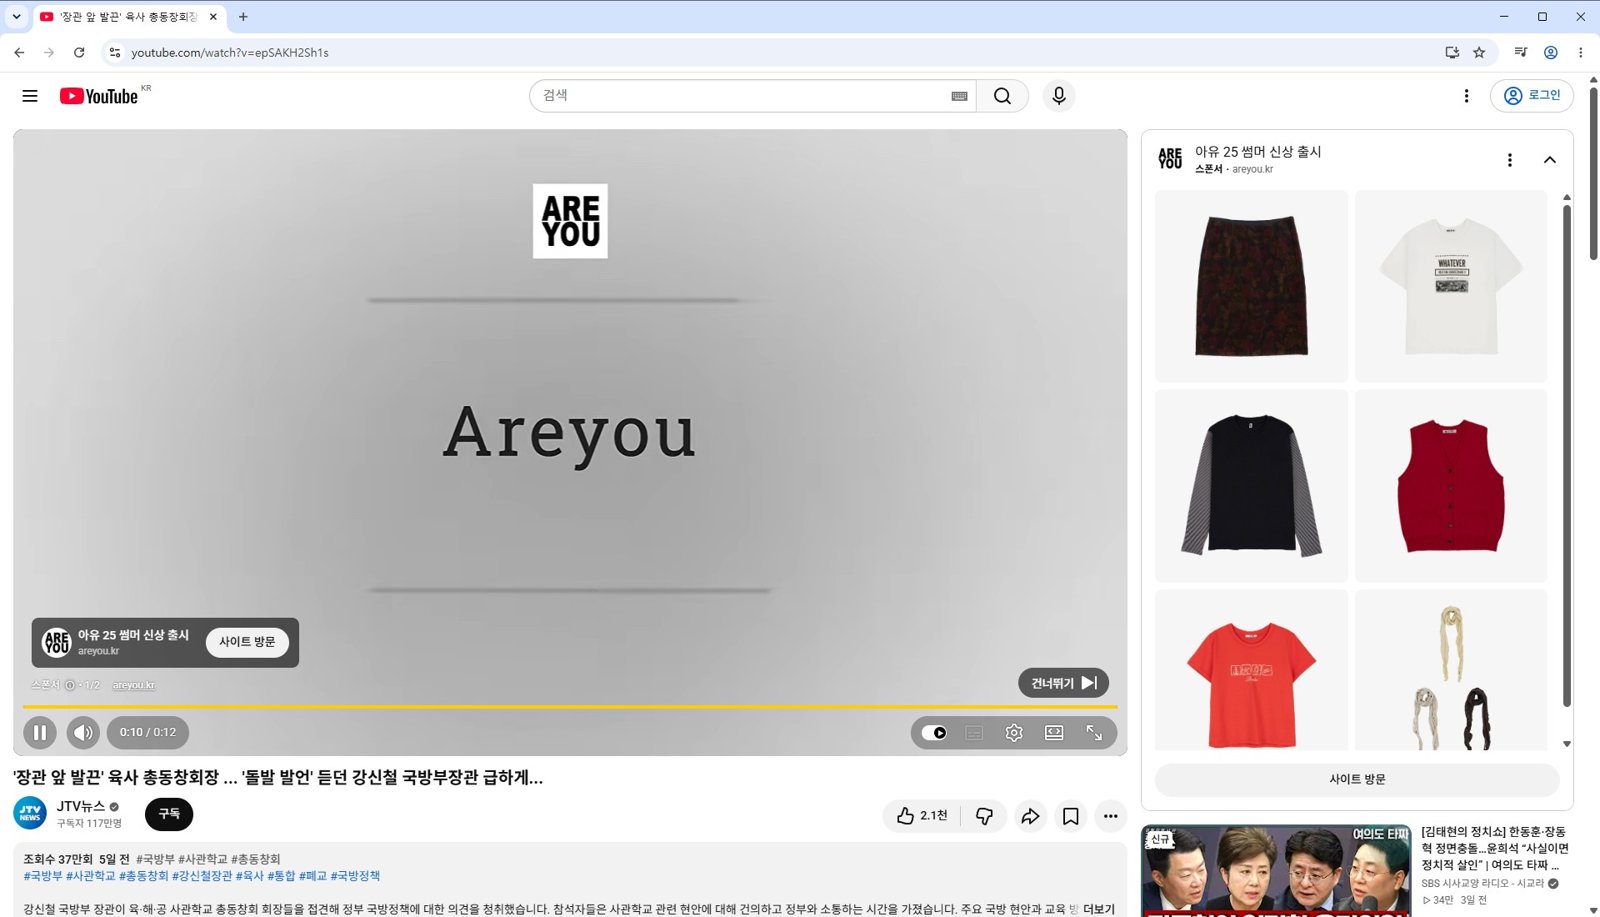 '장관 앞 발끈' 육사 총동창회장
youtube.com/watch?v=epSAKH2Sh1s
YouTube KR
검색
로그인
ARE
YOU
Areyou
ARE
YOU
아유 25 썸머 신상 출시
areyou.kr
사이트 방문
스폰서 · 1/2 areyou.kr
건너뛰기
0:10 / 0:12
'장관 앞 발끈' 육사 총동창회장 ... '돌발 발언' 듣던 강신철 국방부장관 급하게...
JTV NEWS
JTV뉴스
구독자 117만명
구독
2.1천
조회수 37만회 5일 전 #국방부 #사관학교 #총동창회
#국방부 #사관학교 #총동창회 #강신철장관 #육사 #통합 #폐교 #국방정책
강신철 국방부 장관이 육·해·공 사관학교 총동창회 회장들을 접견해 정부 국방정책에 대한 의견을 청취했습니다. 참석자들은 사관학교 관련 현안에 대해 건의하고 정부와 소통하는 시간을 가졌습니다. 주요 국방 현안과 교육 방 더보기
ARE
YOU
아유 25 썸머 신상 출시
스폰서 · areyou.kr
WHATEVER
사이트 방문
신규
여의도 타짜
[김태현의 정치쇼] 한동훈·장동
혁 정면충돌...윤희석 “사실이면
정치적 살인” | 여의도 타짜 ...
SBS 시사교양 라디오 - 시교라
34만 3일 전